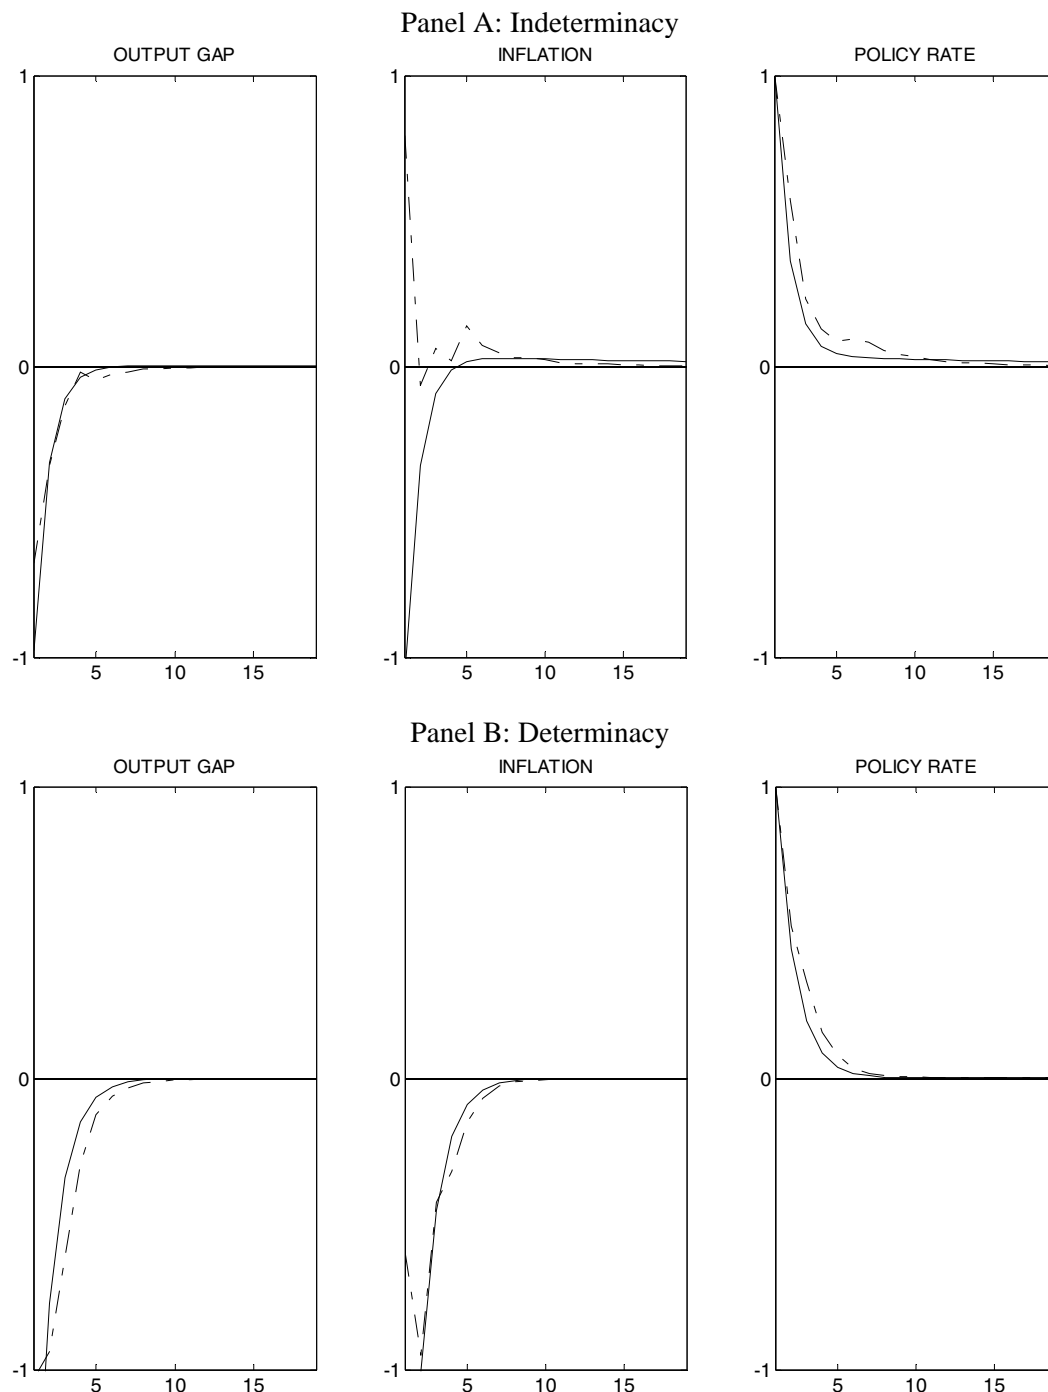 Panel A: Indeterminacy
OUTPUT GAP INFLATION POLICY RATE
1 1 1
0 0 0
-1 -1 -1
5 10 15 5 10 15 5 10 15
Panel B: Determinacy
OUTPUT GAP INFLATION POLICY RATE
1 1 1
0 0 0
-1 -1 -1
5 10 15 5 10 15 5 10 15